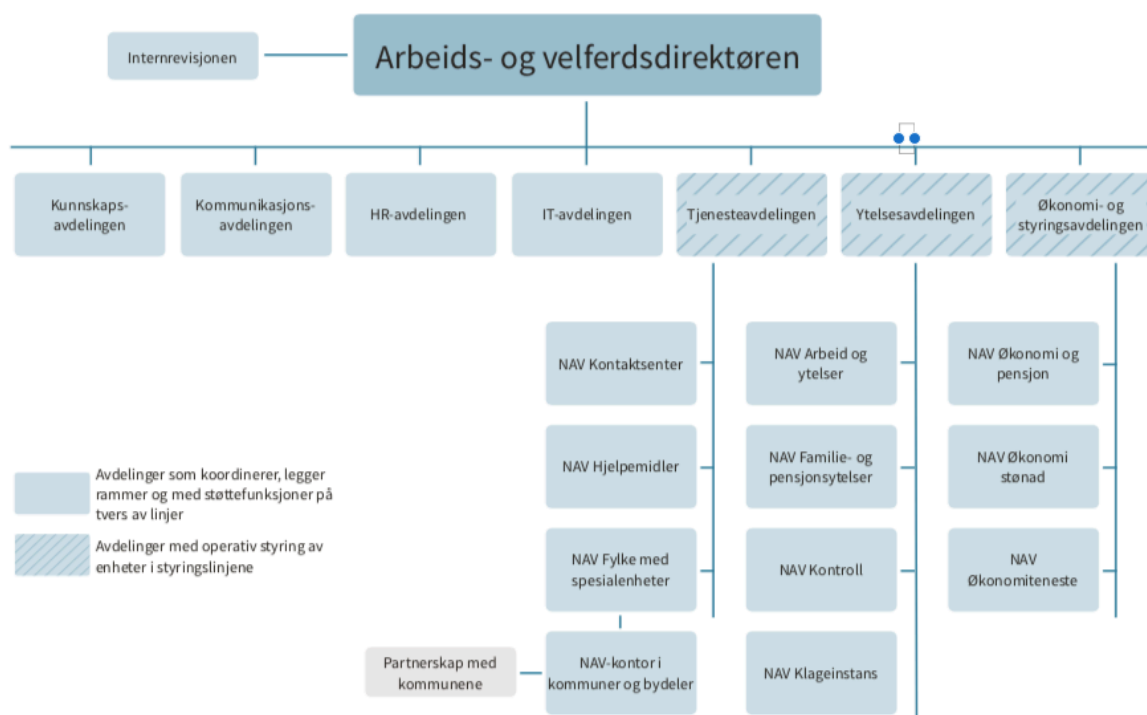 Internrevisjonen
Arbeids- og velferdsdirektøren
Kunnskaps-
avdelingen
Kommunikasjons-
avdelingen
HR-avdelingen
IT-avdelingen
Tjenesteavdelingen
Ytelsesavdelingen
Økonomi- og
styringsavdelingen
NAV Kontaktsenter
NAV Arbeid og
ytelser
NAV Økonomi og
pensjon
NAV Hjelpemidler
NAV Familie- og
pensjonsytelser
NAV Økonomi
stønad
Avdelinger som koordinerer, legger
rammer og med støttefunksjoner på
tvers av linjer
Avdelinger med operativ styring av
enheter i styringslinjene
NAV Fylke med
spesialenheter
NAV Kontroll
NAV
Økonomiteneste
Partnerskap med
kommunene
NAV-kontor i
kommuner og bydeler
NAV Klageinstans